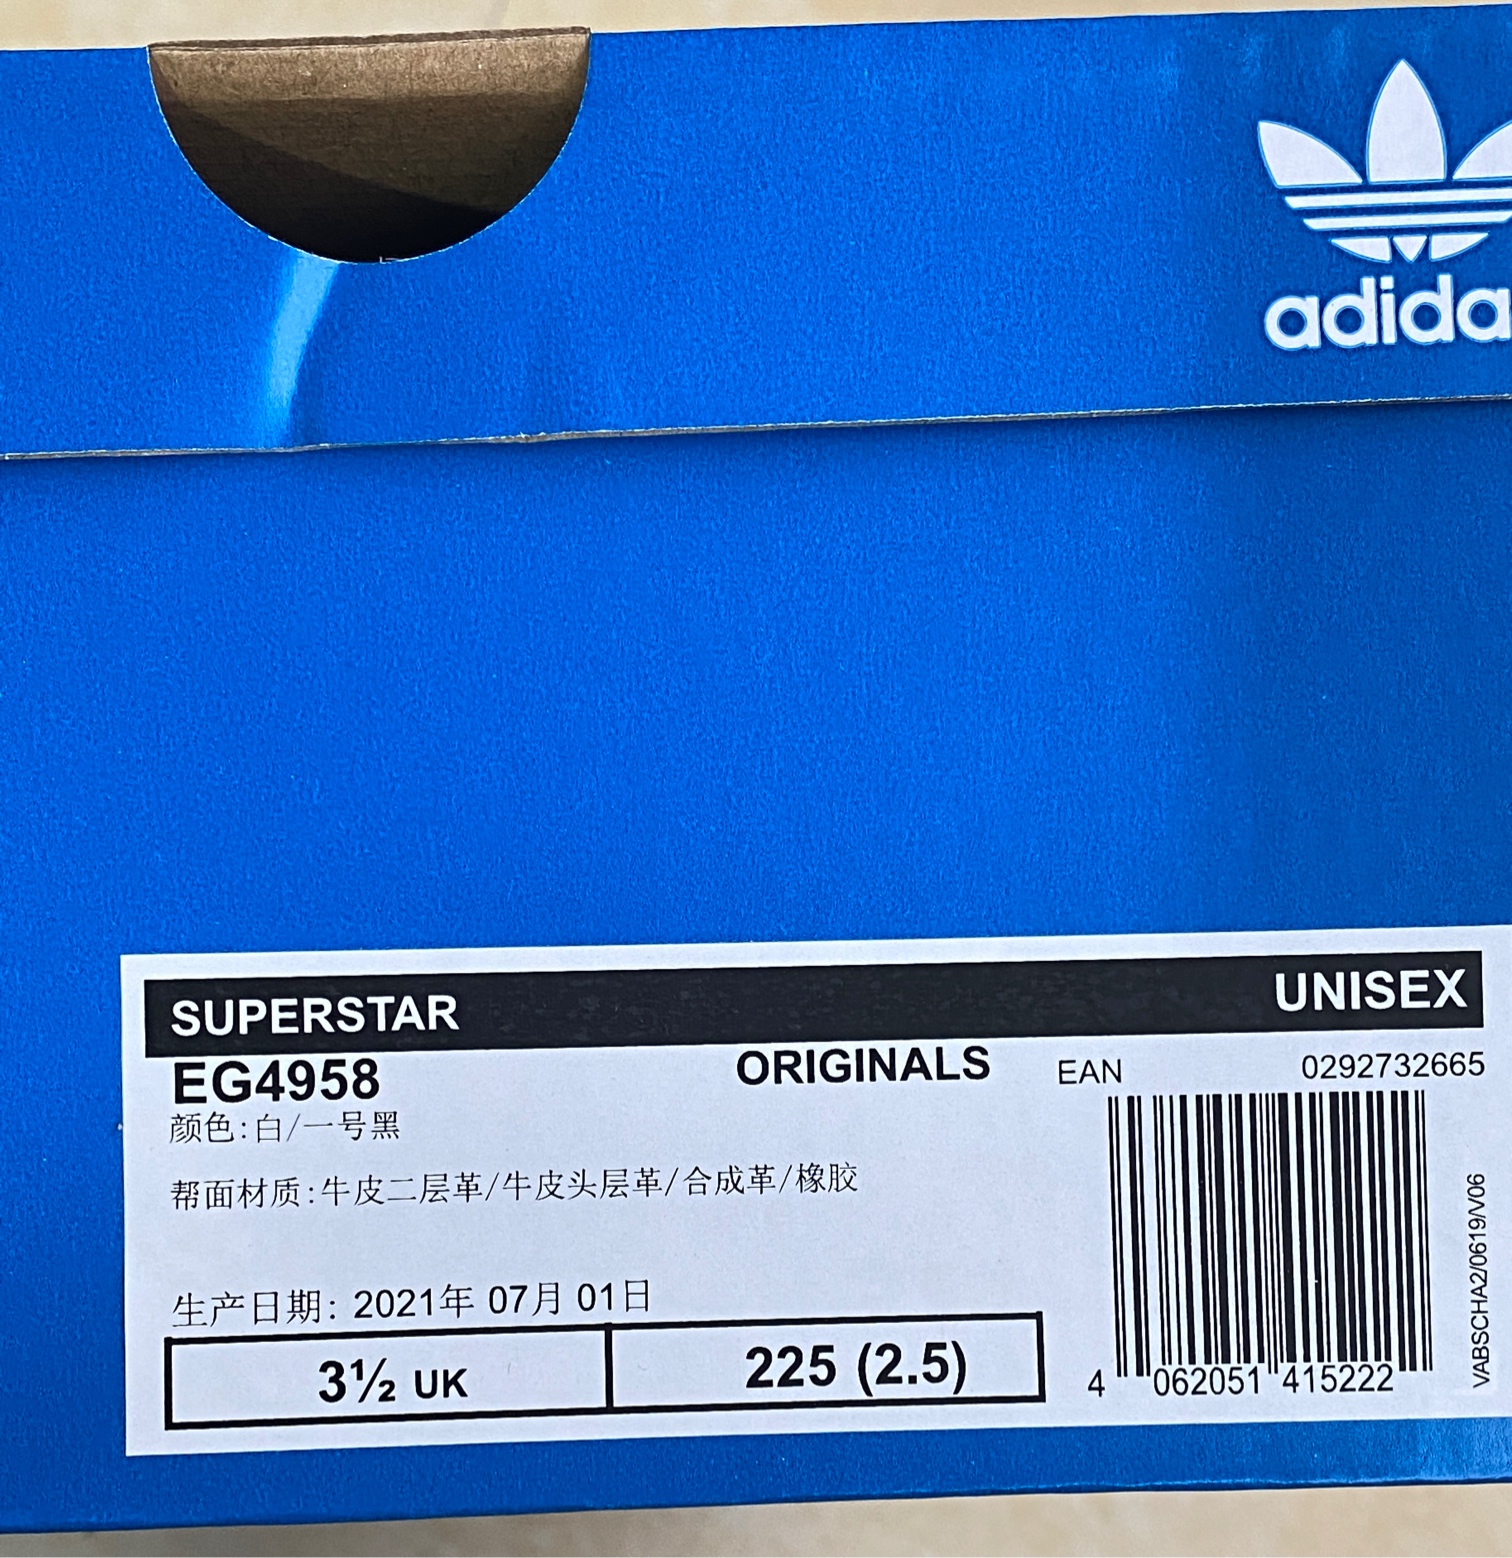 adida
SUPERSTAR
UNISEX
EG4958
ORIGINALS
EAN
0292732665
颜色:白/一号黑
帮面材质:牛皮二层革/牛皮头层革/合成革/橡胶
生产日期: 2021年 07月 01日
3½ UK
225 (2.5)
4 062051 415222
VABSCHA2/0619/V06